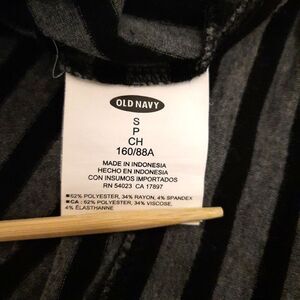 OLD NAVY
S
P
CH
160/88A
MADE IN INDONESIA
HECHO EN INDONESIA
CON INSUMOS IMPORTADOS
RN 54023 CA 17897
■62% POLYESTER, 34% RAYON, 4% SPANDEX
■CA : 62% POLYESTER, 34% VISCOSE,
4% ÉLASTHANNE